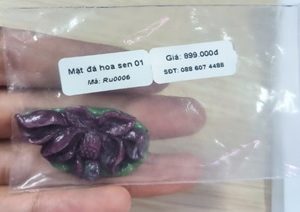 Mặt đá hoa sen 01
Mã: Ru0006
Giá: 899.000đ
SĐT: 088 607 4488